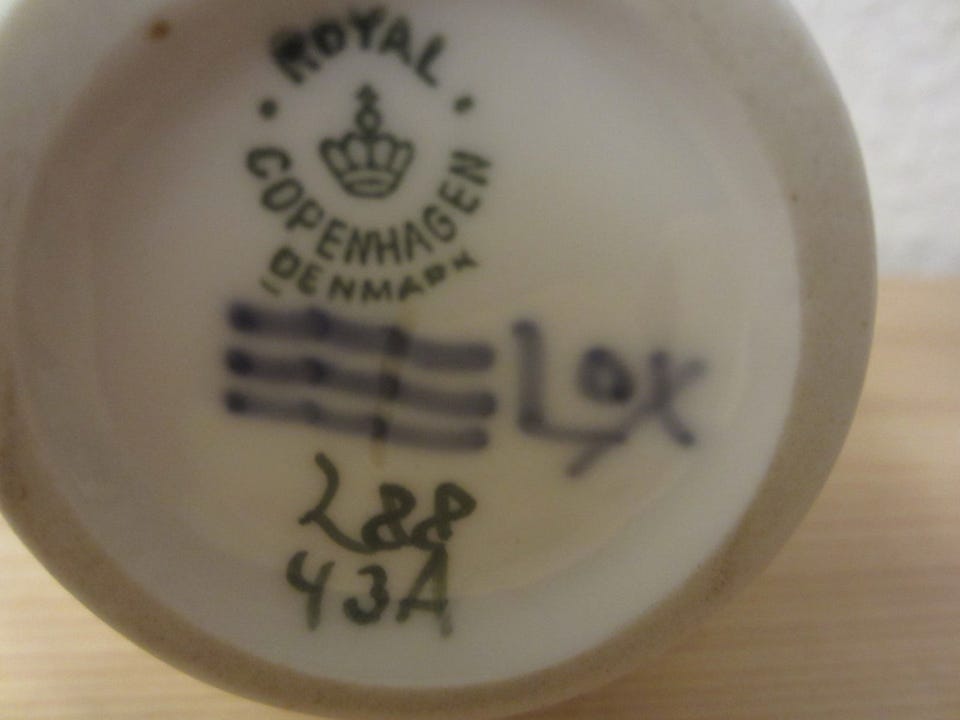 ROYAL
COPENHAGEN
DENMARK
288
43A